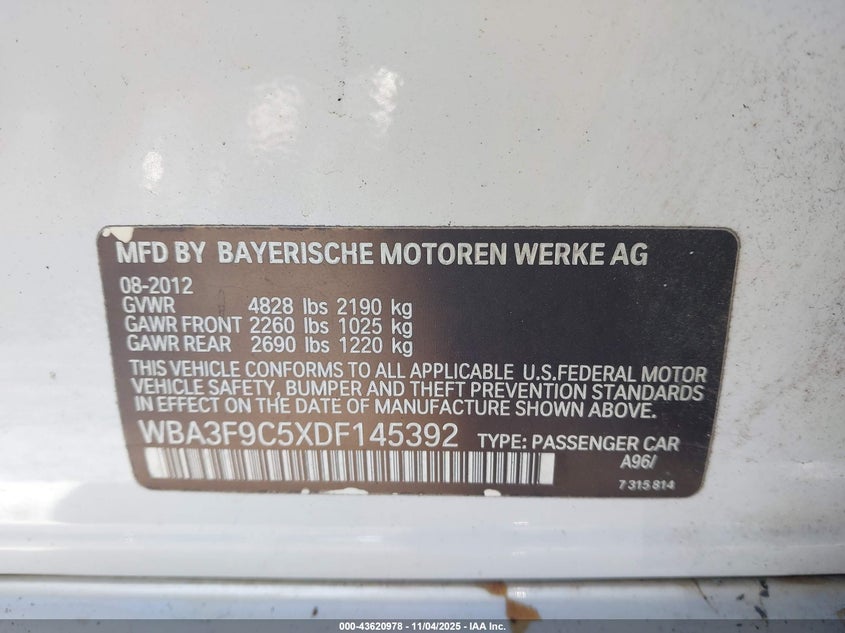 MFD BY BAYERISCHE MOTOREN WERKE AG
08-2012
GVWR 4828 lbs 2190 kg
GAWR FRONT 2260 lbs 1025 kg
GAWR REAR 2690 lbs 1220 kg
THIS VEHICLE CONFORMS TO ALL APPLICABLE U.S.FEDERAL MOTOR
VEHICLE SAFETY, BUMPER AND THEFT PREVENTION STANDARDS
IN EFFECT ON THE DATE OF MANUFACTURE SHOWN ABOVE.
WBA3F9C5XDF145392 TYPE: PASSENGER CAR
A96/
7 315 814
000-43620978 - 11/04/2025 - IAA Inc.